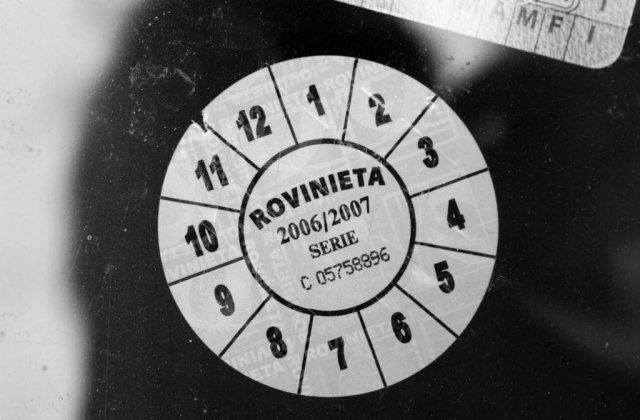 M A M F I
12 1 2
11 3
10 4
9 5
8 7 6
ROVINIETA
2006/2007
SERIE
C 05758896